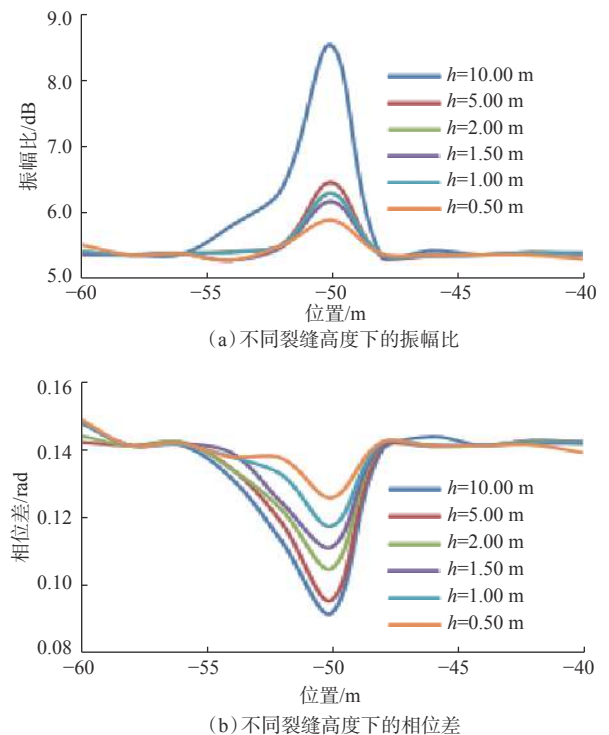 9.0
8.0
7.0
6.0
5.0
振幅比/dB
h=10.00 m
h=5.00 m
h=2.00 m
h=1.50 m
h=1.00 m
h=0.50 m
−60 −55 −50 −45 −40
位置/m
(a)不同裂缝高度下的振幅比
0.16
0.14
0.12
0.10
0.08
相位差/rad
h=10.00 m
h=5.00 m
h=2.00 m
h=1.50 m
h=1.00 m
h=0.50 m
−60 −55 −50 −45 −40
位置/m
(b)不同裂缝高度下的相位差